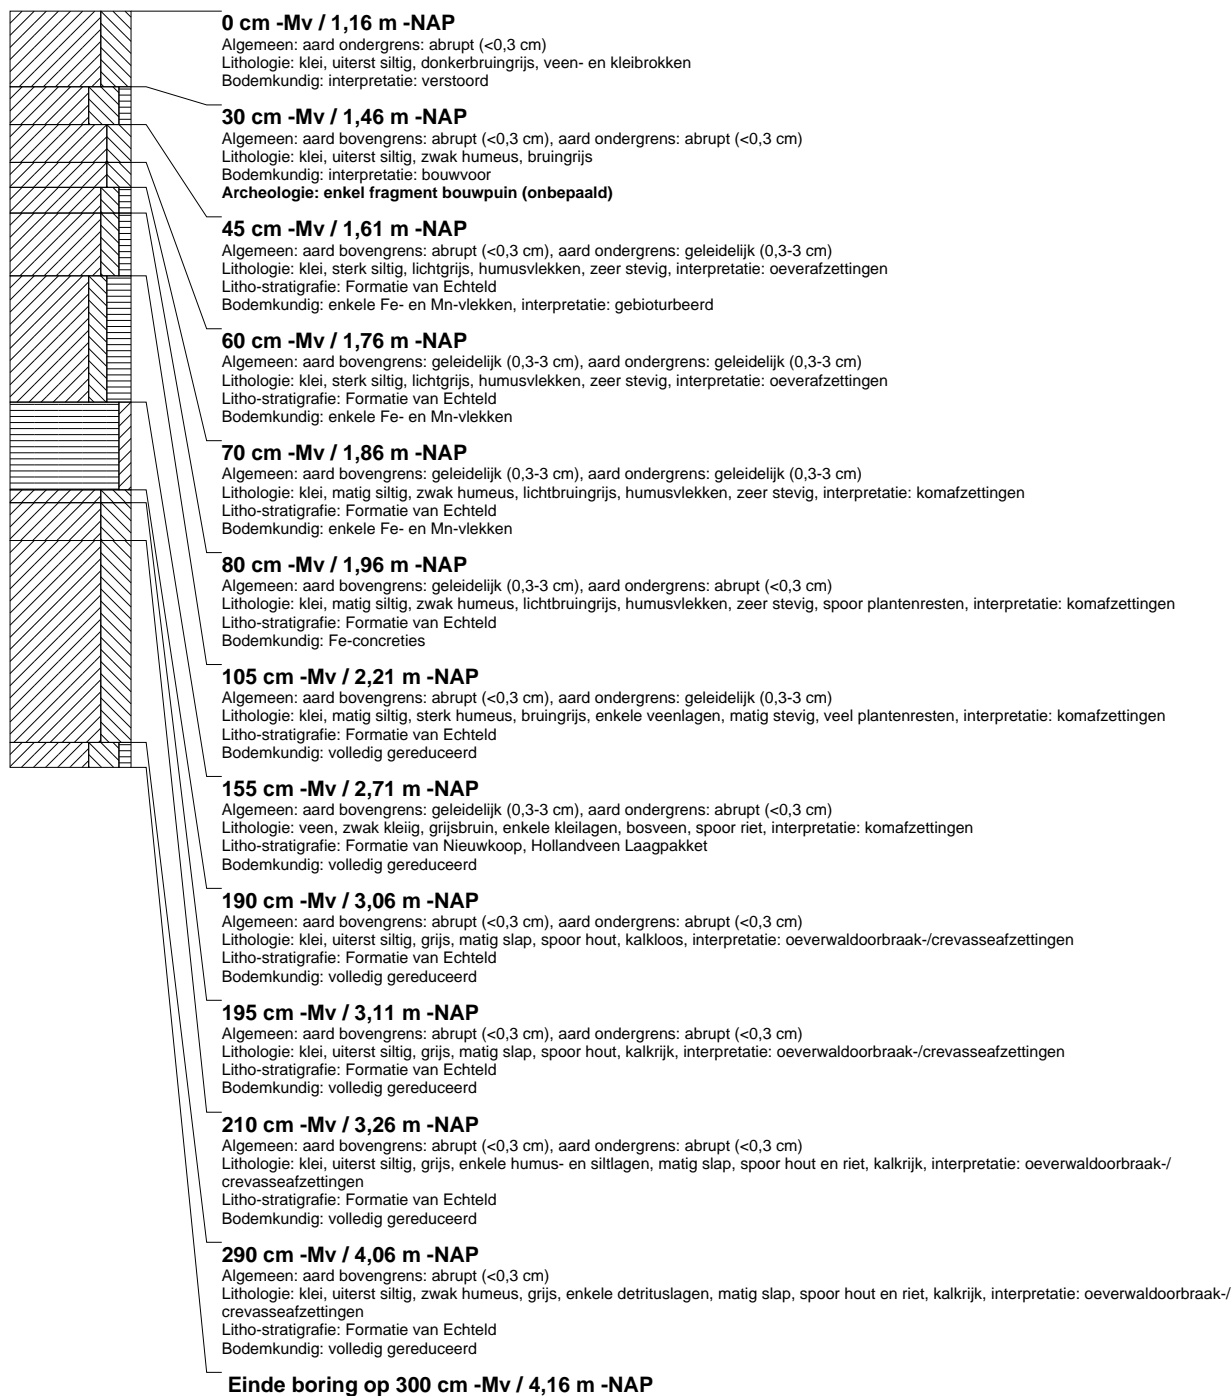 0 cm -Mv / 1,16 m -NAP
Algemeen: aard ondergrens: abrupt (<0,3 cm)
Lithologie: klei, uiterst siltig, donkerbruingrijs, veen- en kleibrokken
Bodemkundig: interpretatie: verstoord
30 cm -Mv / 1,46 m -NAP
Algemeen: aard bovengrens: abrupt (<0,3 cm), aard ondergrens: abrupt (<0,3 cm)
Lithologie: klei, uiterst siltig, zwak humeus, bruingrijs
Bodemkundig: interpretatie: bouwvoor
Archeologie: enkel fragment bouwpuin (onbepaald)
45 cm -Mv / 1,61 m -NAP
Algemeen: aard bovengrens: abrupt (<0,3 cm), aard ondergrens: geleidelijk (0,3-3 cm)
Lithologie: klei, sterk siltig, lichtgrijs, humusvlekken, zeer stevig, interpretatie: oeverafzettingen
Litho-stratigrafie: Formatie van Echteld
Bodemkundig: enkele Fe- en Mn-vlekken, interpretatie: gebioturbeerd
60 cm -Mv / 1,76 m -NAP
Algemeen: aard bovengrens: geleidelijk (0,3-3 cm), aard ondergrens: geleidelijk (0,3-3 cm)
Lithologie: klei, sterk siltig, lichtgrijs, humusvlekken, zeer stevig, interpretatie: oeverafzettingen
Litho-stratigrafie: Formatie van Echteld
Bodemkundig: enkele Fe- en Mn-vlekken
70 cm -Mv / 1,86 m -NAP
Algemeen: aard bovengrens: geleidelijk (0,3-3 cm), aard ondergrens: geleidelijk (0,3-3 cm)
Lithologie: klei, matig siltig, zwak humeus, lichtbruingrijs, humusvlekken, zeer stevig, interpretatie: komafzettingen
Litho-stratigrafie: Formatie van Echteld
Bodemkundig: enkele Fe- en Mn-vlekken
80 cm -Mv / 1,96 m -NAP
Algemeen: aard bovengrens: geleidelijk (0,3-3 cm), aard ondergrens: abrupt (<0,3 cm)
Lithologie: klei, matig siltig, zwak humeus, lichtbruingrijs, humusvlekken, zeer stevig, spoor plantenresten, interpretatie: komafzettingen
Litho-stratigrafie: Formatie van Echteld
Bodemkundig: Fe-concreties
105 cm -Mv / 2,21 m -NAP
Algemeen: aard bovengrens: abrupt (<0,3 cm), aard ondergrens: geleidelijk (0,3-3 cm)
Lithologie: klei, matig siltig, sterk humeus, bruingrijs, enkele veenlagen, matig stevig, veel plantenresten, interpretatie: komafzettingen
Litho-stratigrafie: Formatie van Echteld
Bodemkundig: volledig gereduceerd
155 cm -Mv / 2,71 m -NAP
Algemeen: aard bovengrens: geleidelijk (0,3-3 cm), aard ondergrens: abrupt (<0,3 cm)
Lithologie: veen, zwak kleiig, grijsbruin, enkele kleilagen, bosveen, spoor riet, interpretatie: komafzettingen
Litho-stratigrafie: Formatie van Nieuwkoop, Hollandveen Laagpakket
Bodemkundig: volledig gereduceerd
190 cm -Mv / 3,06 m -NAP
Algemeen: aard bovengrens: abrupt (<0,3 cm), aard ondergrens: abrupt (<0,3 cm)
Lithologie: klei, uiterst siltig, grijs, matig slap, spoor hout, kalkloos, interpretatie: oeverwaldoorbraak-/crevasseafzettingen
Litho-stratigrafie: Formatie van Echteld
Bodemkundig: volledig gereduceerd
195 cm -Mv / 3,11 m -NAP
Algemeen: aard bovengrens: abrupt (<0,3 cm), aard ondergrens: abrupt (<0,3 cm)
Lithologie: klei, uiterst siltig, grijs, matig slap, spoor hout, kalkrijk, interpretatie: oeverwaldoorbraak-/crevasseafzettingen
Litho-stratigrafie: Formatie van Echteld
Bodemkundig: volledig gereduceerd
210 cm -Mv / 3,26 m -NAP
Algemeen: aard bovengrens: abrupt (<0,3 cm), aard ondergrens: abrupt (<0,3 cm)
Lithologie: klei, uiterst siltig, grijs, enkele humus- en siltlagen, matig slap, spoor hout en riet, kalkrijk, interpretatie: oeverwaldoorbraak-/
crevasseafzettingen
Litho-stratigrafie: Formatie van Echteld
Bodemkundig: volledig gereduceerd
290 cm -Mv / 4,06 m -NAP
Algemeen: aard bovengrens: abrupt (<0,3 cm)
Lithologie: klei, uiterst siltig, zwak humeus, grijs, enkele detrituslagen, matig slap, spoor hout en riet, kalkrijk, interpretatie: oeverwaldoorbraak-/
crevasseafzettingen
Litho-stratigrafie: Formatie van Echteld
Bodemkundig: volledig gereduceerd
Einde boring op 300 cm -Mv / 4,16 m -NAP